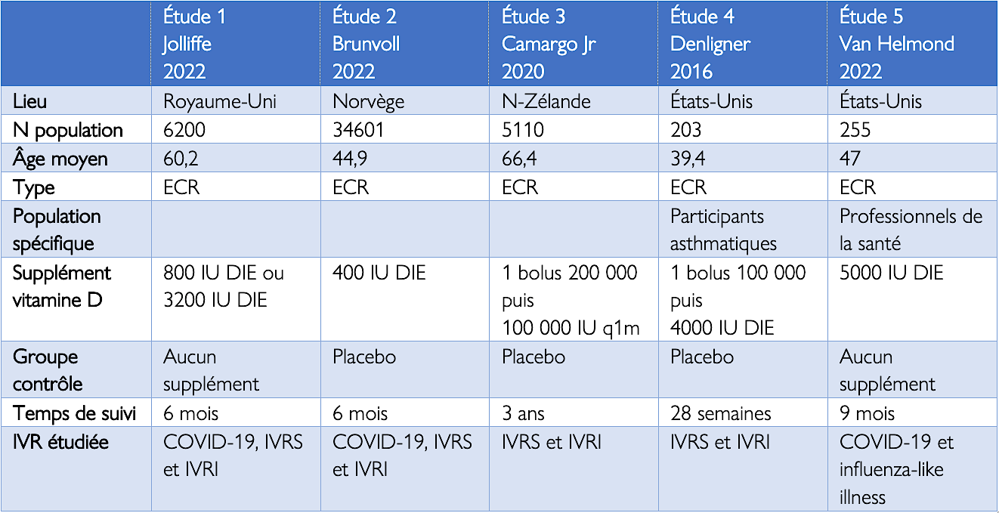 Étude 1
Jolliffe
2022
Étude 2
Brunvoll
2022
Étude 3
Camargo Jr
2020
Étude 4
Denligner
2016
Étude 5
Van Helmond
2022
Lieu
Royaume-Uni
Norvège
N-Zélande
États-Unis
États-Unis
N population
6200
34601
5110
203
255
Âge moyen
60,2
44,9
66,4
39,4
47
Type
ECR
ECR
ECR
ECR
ECR
Population
spécifique
Participants
asthmatiques
Professionnels de
la santé
Supplément
vitamine D
800 IU DIE ou
3200 IU DIE
400 IU DIE
1 bolus 200 000
puis
100 000 IU q1m
1 bolus 100 000
puis
4000 IU DIE
5000 IU DIE
Groupe
contrôle
Aucun
supplément
Placebo
Placebo
Placebo
Aucun
supplément
Temps de suivi
6 mois
6 mois
3 ans
28 semaines
9 mois
IVR étudiée
COVID-19, IVRS
et IVRI
COVID-19, IVRS
et IVRI
IVRS et IVRI
IVRS et IVRI
COVID-19 et
influenza-like
illness